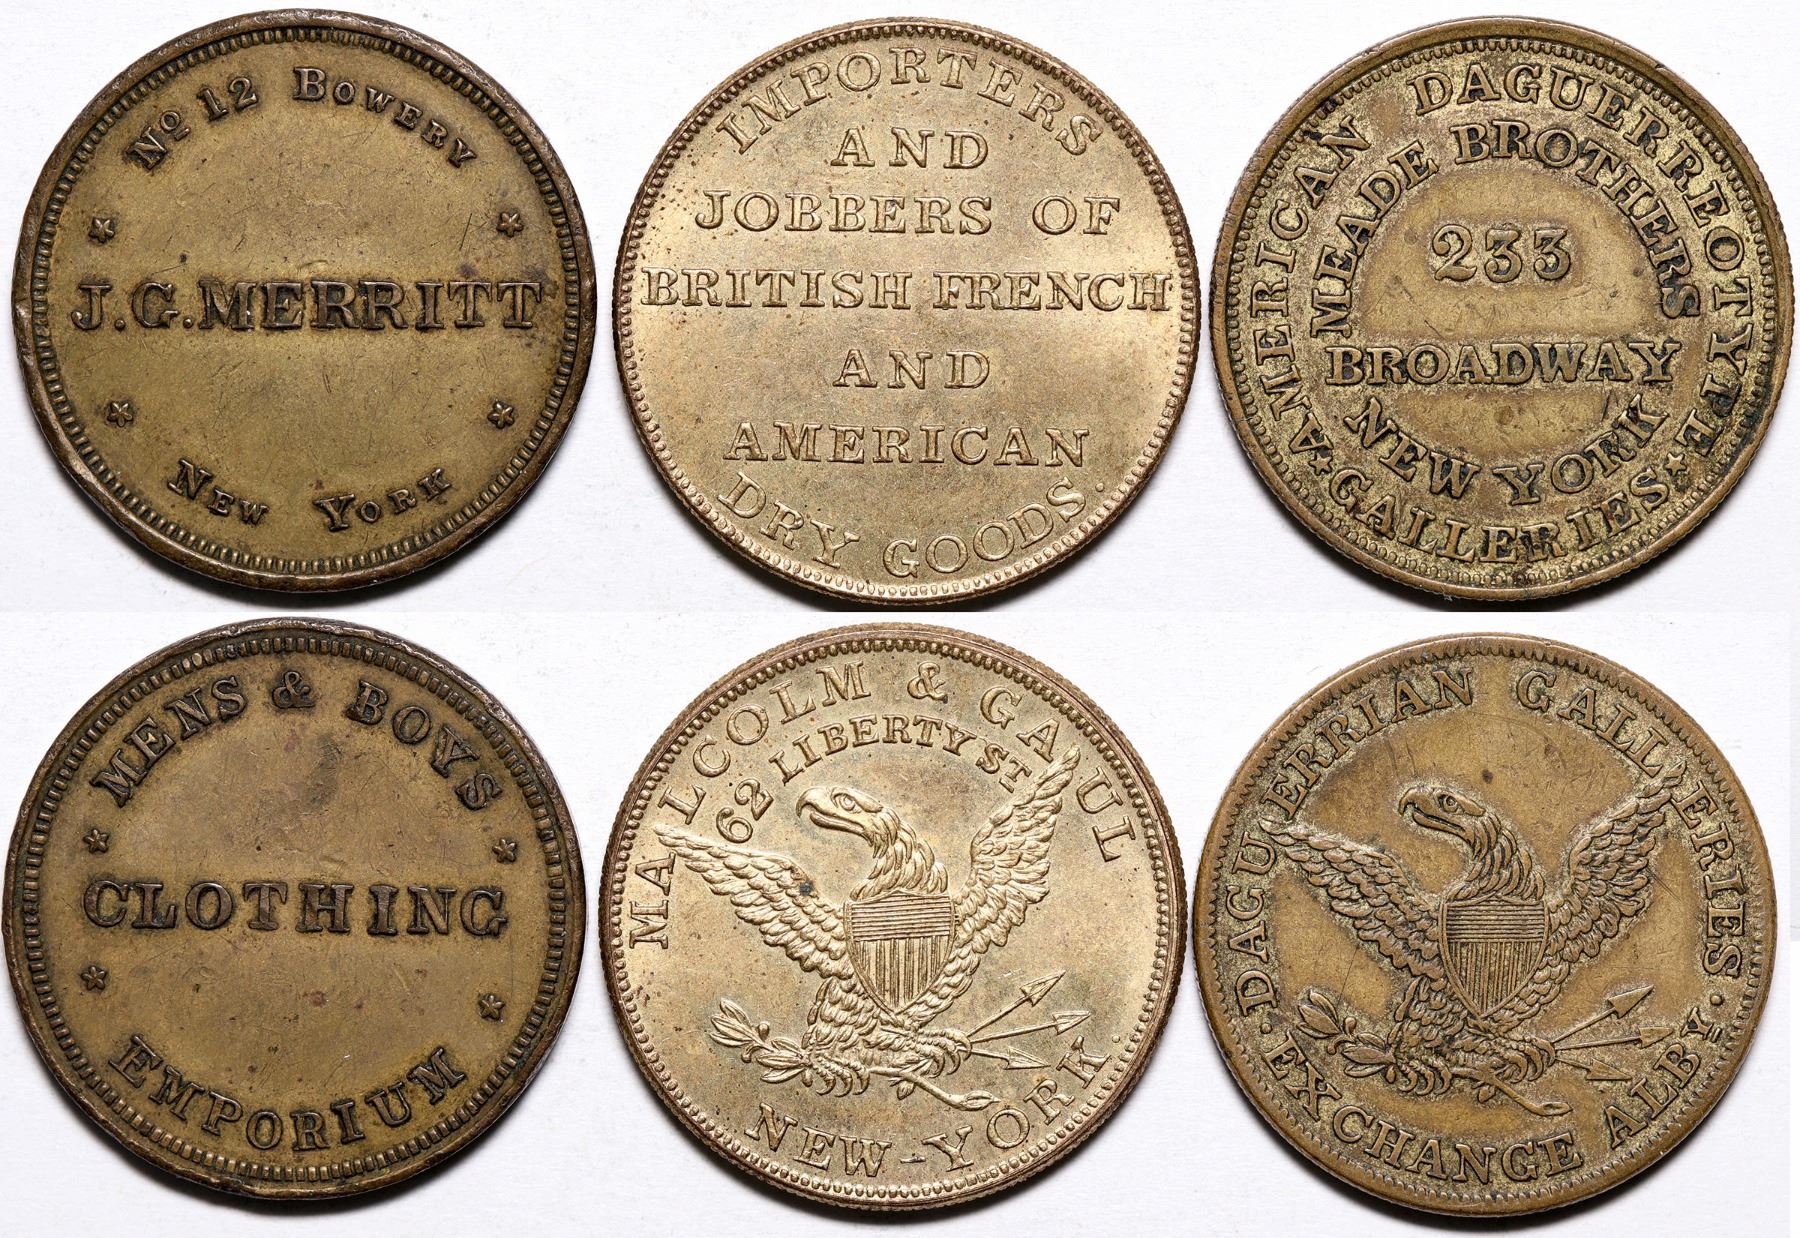 No 12 BOWERY
J.G.MERRITT
NEW YORK
IMPORTERS
AND
JOBBERS OF
BRITISH FRENCH
AND
AMERICAN
DRY GOODS.
AMERICAN DAGUERREOTYPE
GALLERIES
MEADE BROTHERS
233
BROADWAY
NEW YORK
MENS & BOYS
CLOTHING
EMPORIUM
MALCOLM & GAUL
62 LIBERTY ST
NEW-YORK.
DAGUERRIAN GALLERIES
EXCHANGE ALBY